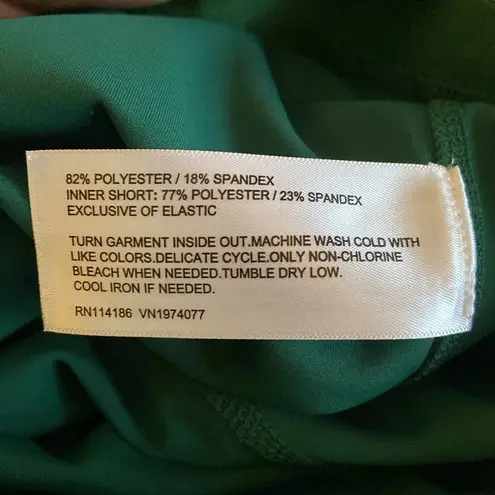 82% POLYESTER / 18% SPANDEX
INNER SHORT: 77% POLYESTER / 23% SPANDEX
EXCLUSIVE OF ELASTIC
TURN GARMENT INSIDE OUT.MACHINE WASH COLD WITH
LIKE COLORS.DELICATE CYCLE.ONLY NON-CHLORINE
BLEACH WHEN NEEDED.TUMBLE DRY LOW.
COOL IRON IF NEEDED.
RN114186 VN1974077